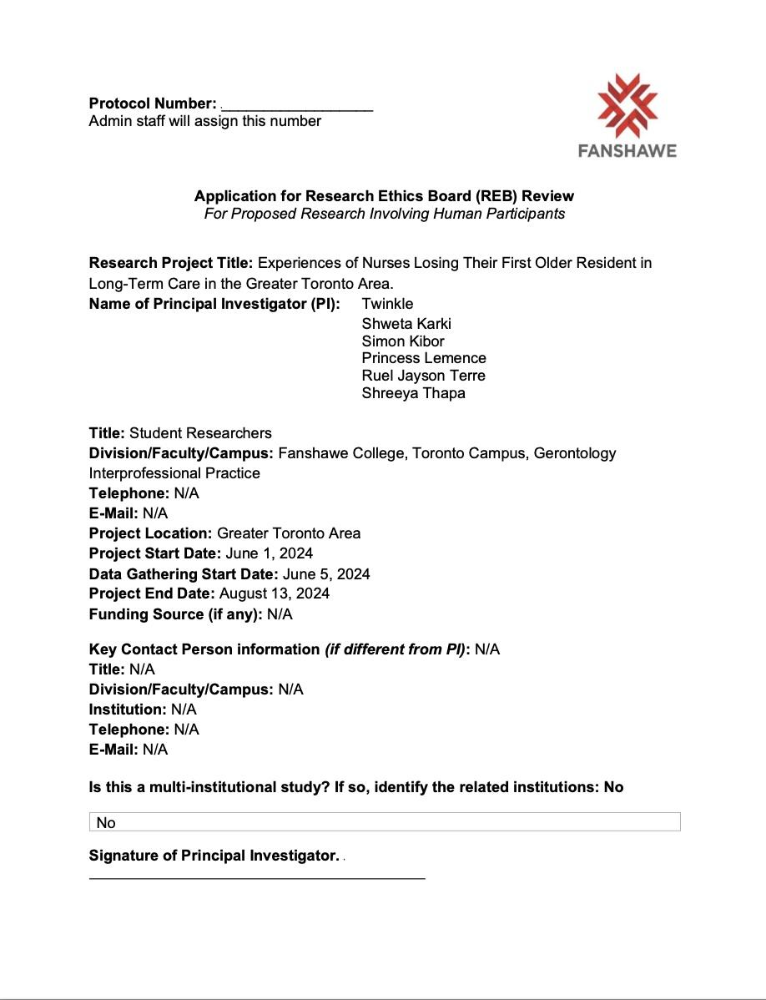 Protocol Number: __________________
Admin staff will assign this number
FANSHAWE
Application for Research Ethics Board (REB) Review
For Proposed Research Involving Human Participants
Research Project Title: Experiences of Nurses Losing Their First Older Resident in
Long-Term Care in the Greater Toronto Area.
Name of Principal Investigator (PI): Twinkle
Shweta Karki
Simon Kibor
Princess Lemence
Ruel Jayson Terre
Shreeya Thapa
Title: Student Researchers
Division/Faculty/Campus: Fanshawe College, Toronto Campus, Gerontology
Interprofessional Practice
Telephone: N/A
E-Mail: N/A
Project Location: Greater Toronto Area
Project Start Date: June 1, 2024
Data Gathering Start Date: June 5, 2024
Project End Date: August 13, 2024
Funding Source (if any): N/A
Key Contact Person information (if different from PI): N/A
Title: N/A
Division/Faculty/Campus: N/A
Institution: N/A
Telephone: N/A
E-Mail: N/A
Is this a multi-institutional study? If so, identify the related institutions: No
No
Signature of Principal Investigator. .
________________________________________